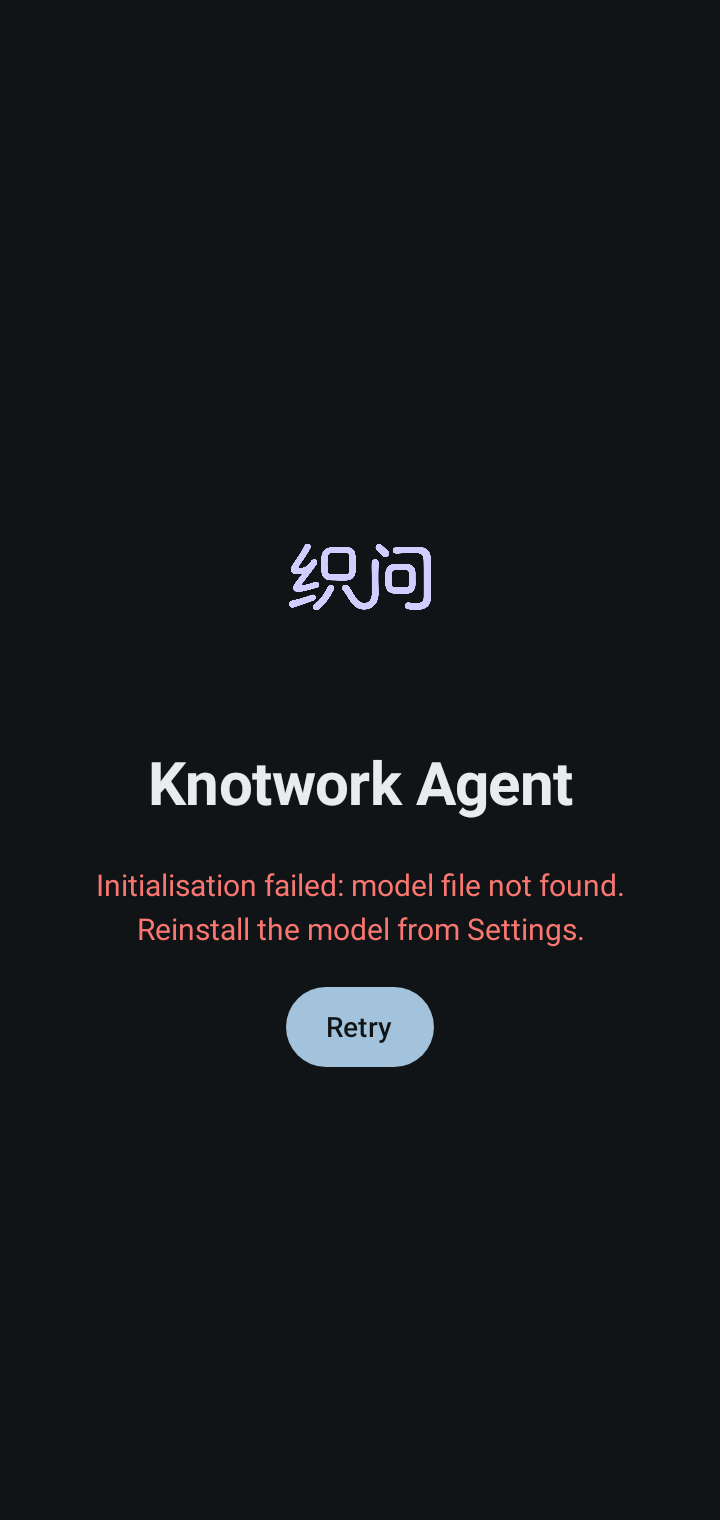 织问
Knotwork Agent
Initialisation failed: model file not found.
Reinstall the model from Settings.
Retry